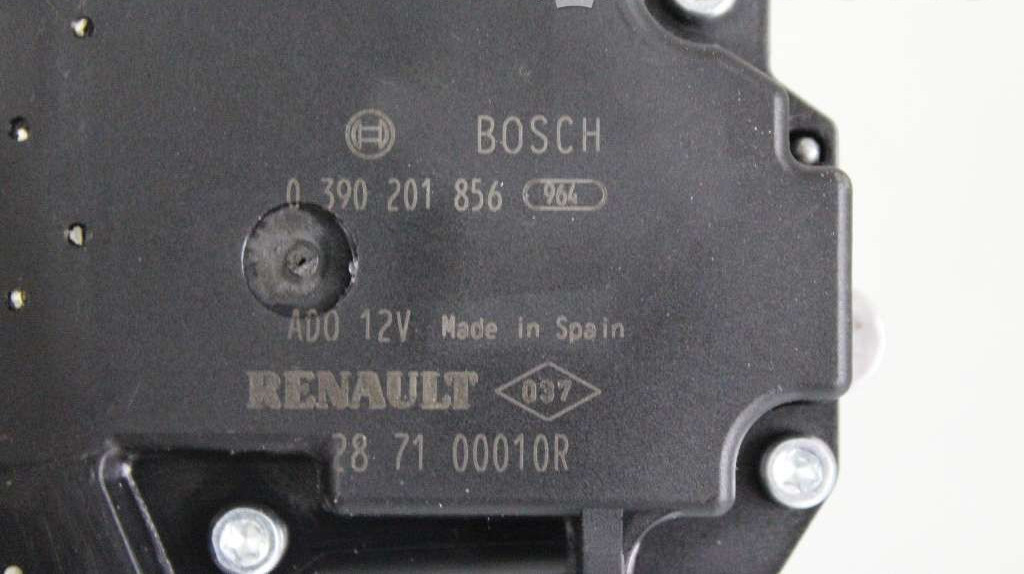 BOSCH
0 390 201 856 964
ADO 12V Made in Spain
RENAULT 037
28 71 00010R